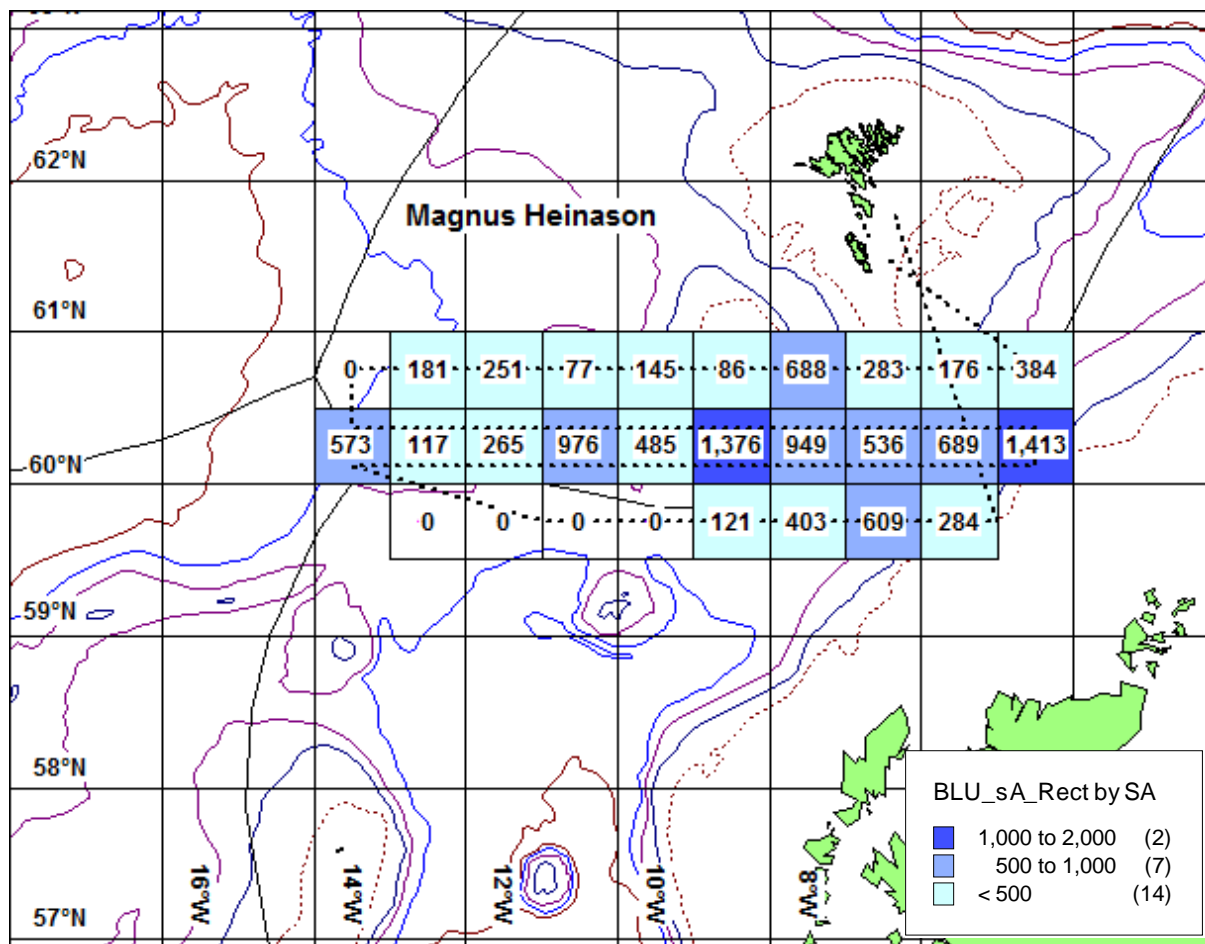 62°N
Magnus Heinason
61°N
0 181 251 77 145 86 688 283 176 384
573 117 265 976 485 1,376 949 536 689 1,413
60°N
0 0 0 0 121 403 609 284
59°N
58°N
BLU_sA_Rect by SA
1,000 to 2,000 (2)
500 to 1,000 (7)
< 500 (14)
16°W 14°W 12°W 10°W 8°W
57°N